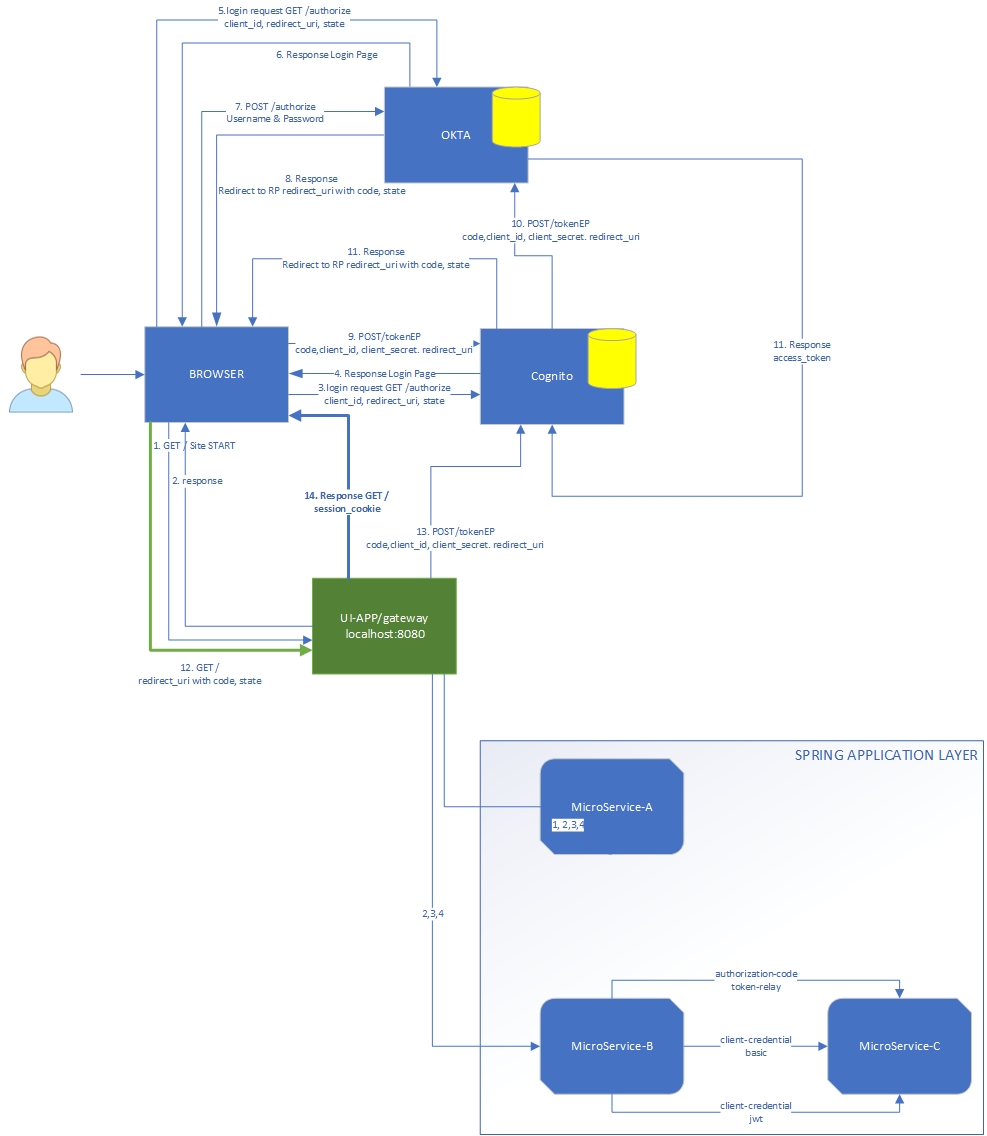 5.login request GET /authorize
client_id, redirect_uri, state
6. Response Login Page
7. POST /authorize
Username & Password
OKTA
8. Response
Redirect to RP redirect_uri with code, state
10. POST/tokenEP
code,client_id, client_secret. redirect_uri
11. Response
Redirect to RP redirect_uri with code, state
9. POST/tokenEP
code,client_id, client_secret. redirect_uri
11. Response
access_token
BROWSER
4. Response Login Page
Cognito
3.login request GET /authorize
client_id, redirect_uri, state
1. GET / Site START
2. response
14. Response GET /
session_cookie
13. POST/tokenEP
code,client_id, client_secret. redirect_uri
UI-APP/gateway
localhost:8080
12. GET /
redirect_uri with code, state
SPRING APPLICATION LAYER
MicroService-A
1, 2,3,4
2,3,4
authorization-code
token-relay
MicroService-B
client-credential
basic
MicroService-C
client-credential
jwt